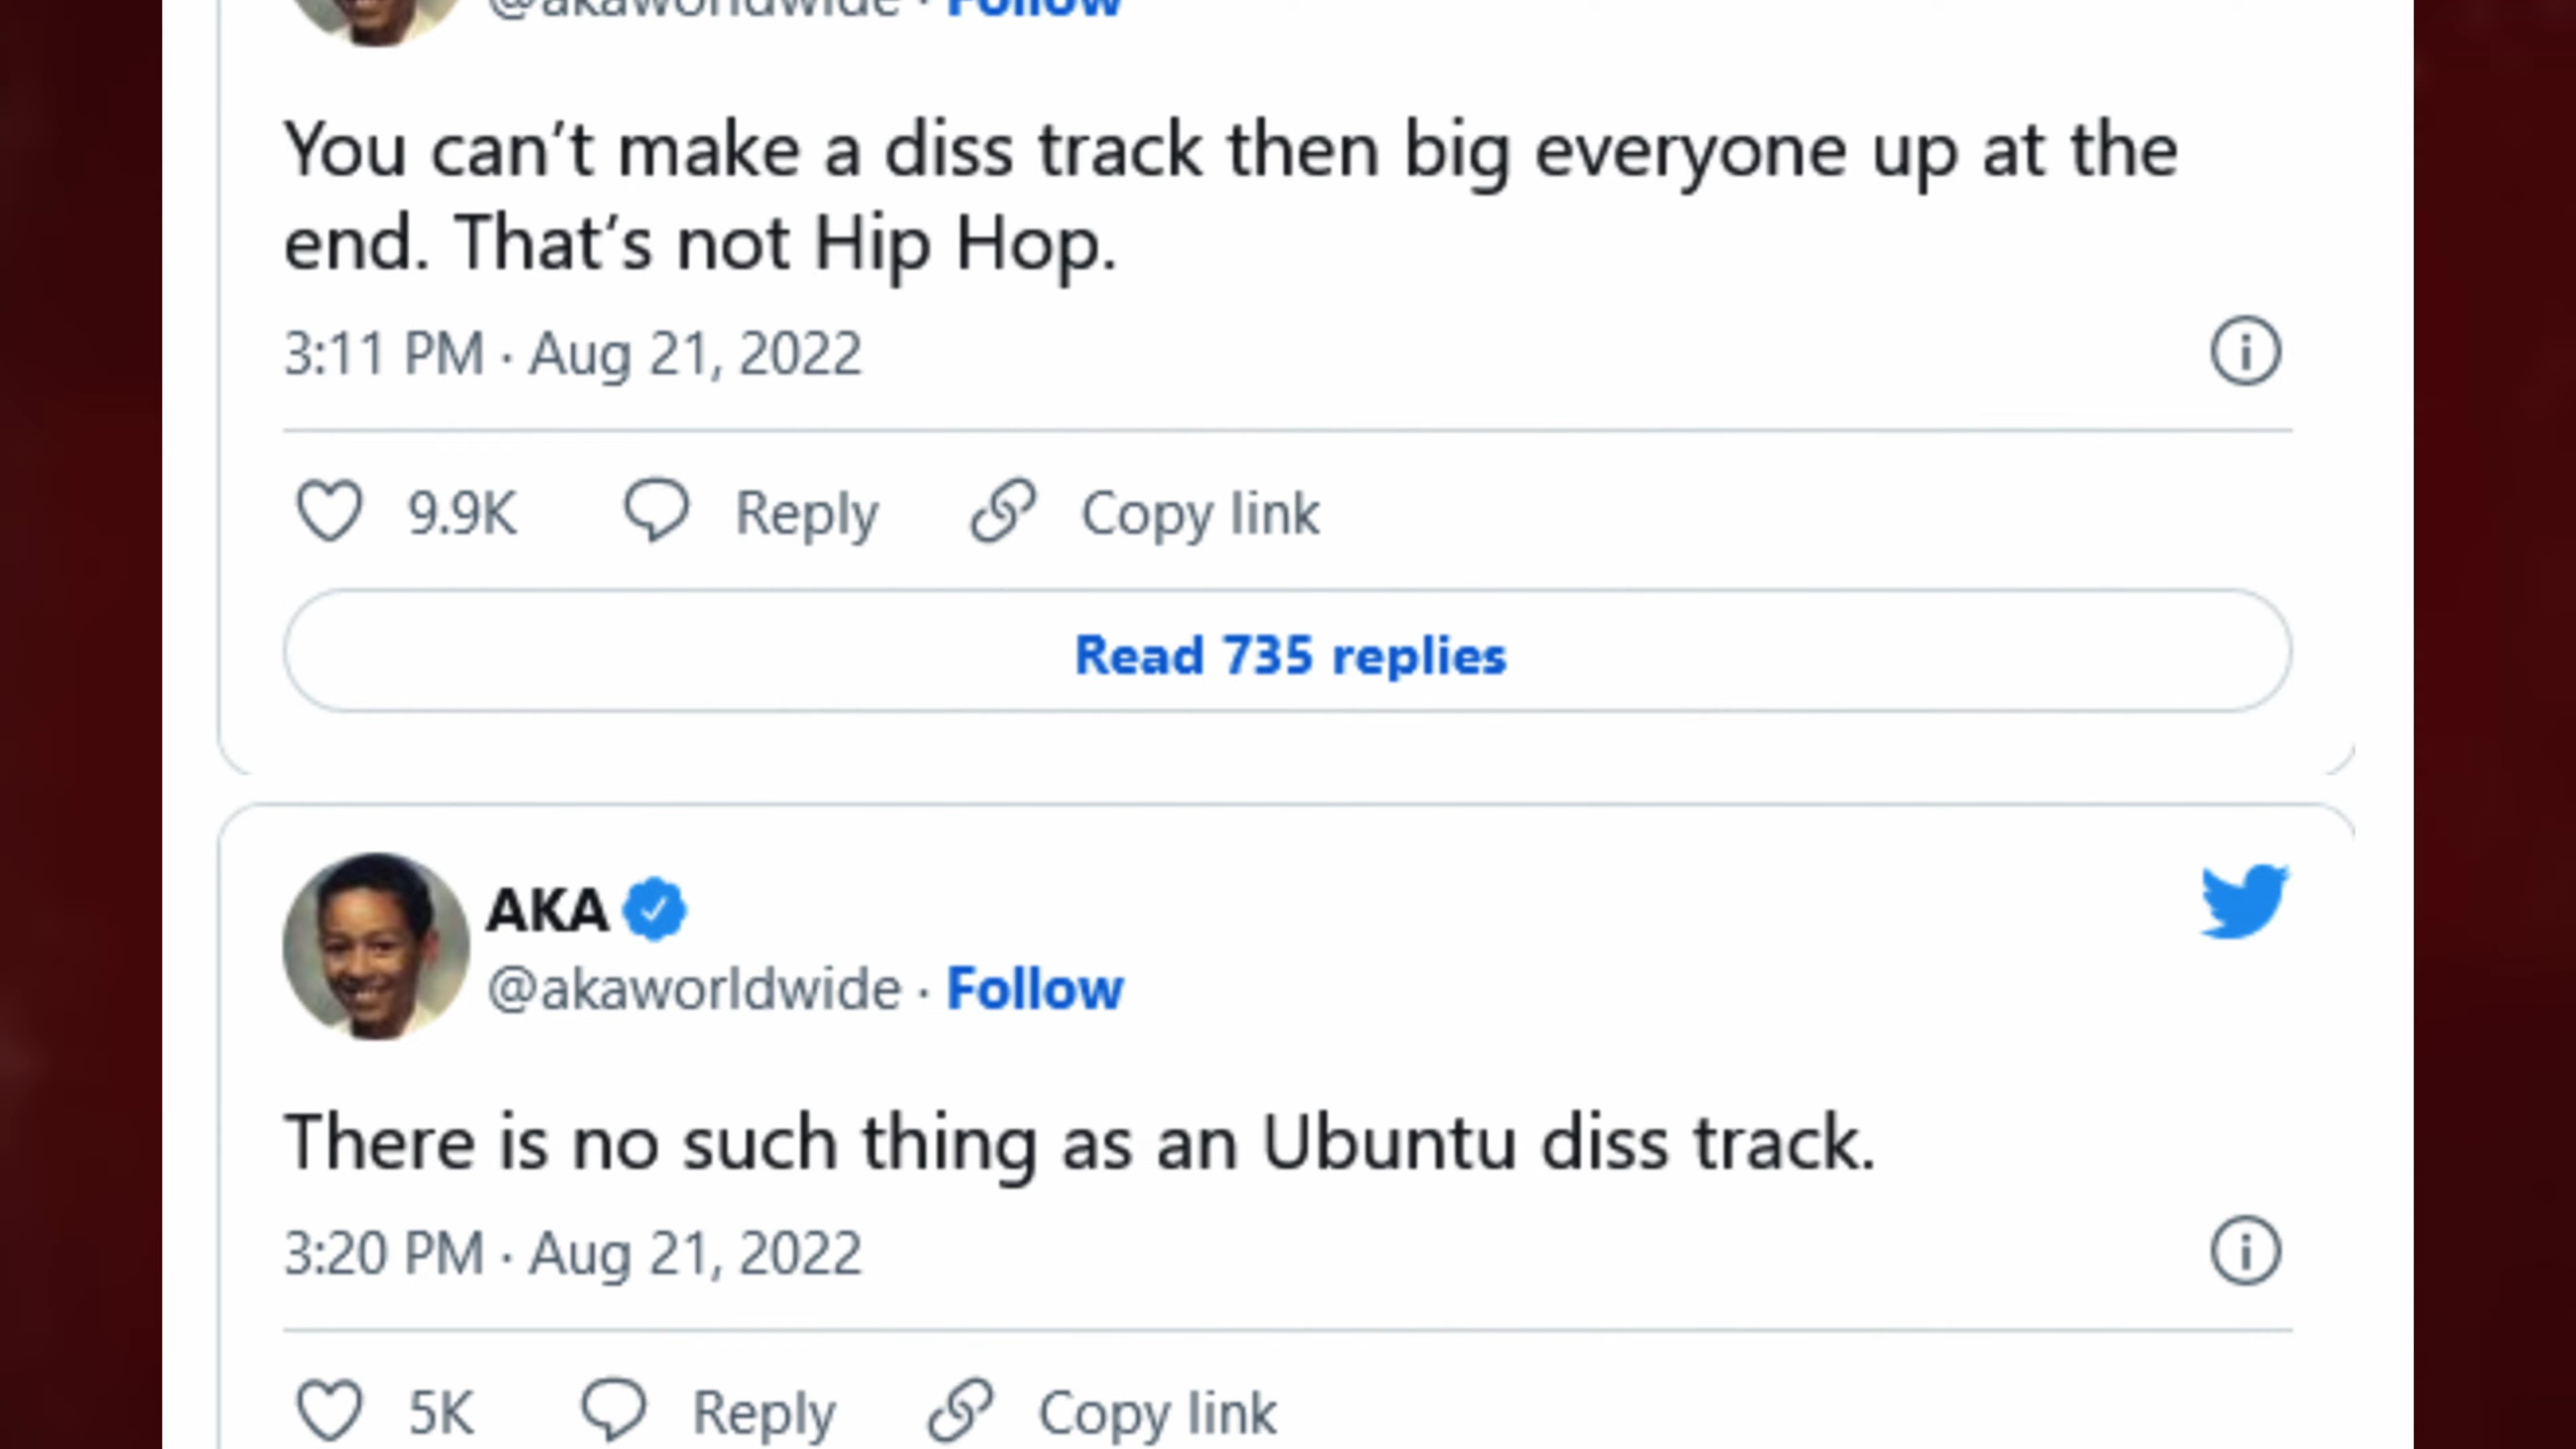 @akaworldwide · Follow
You can’t make a diss track then big everyone up at the
end. That’s not Hip Hop.
3:11 PM · Aug 21, 2022
9.9K Reply Copy link
Read 735 replies
AKA
@akaworldwide · Follow
There is no such thing as an Ubuntu diss track.
3:20 PM · Aug 21, 2022
5K Reply Copy link